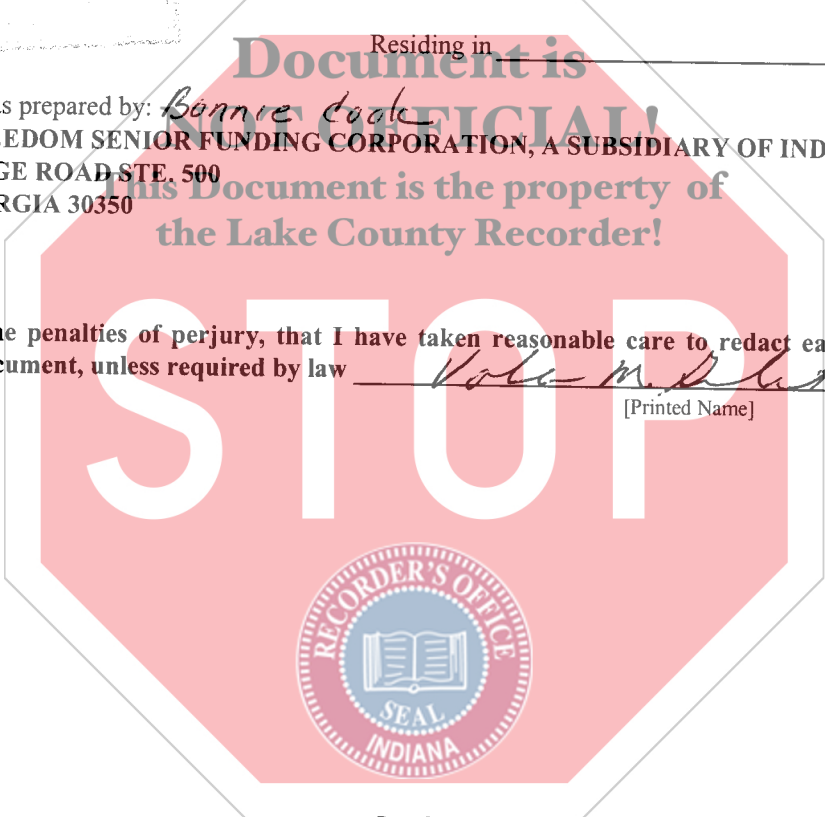 Residing in
Document is
s prepared by: Bonnie Cook
NOT OFFICIAL!
EEDOM SENIOR FUNDING CORPORATION, A SUBSIDIARY OF IND
GE ROAD STE. 500
This Document is the property of
RGIA 30350
the Lake County Recorder!
e penalties of perjury, that I have taken reasonable care to redact ea
cument, unless required by law M.
[Printed Name]
STOP
RECORDER'S OFFICE
SEAL
INDIANA